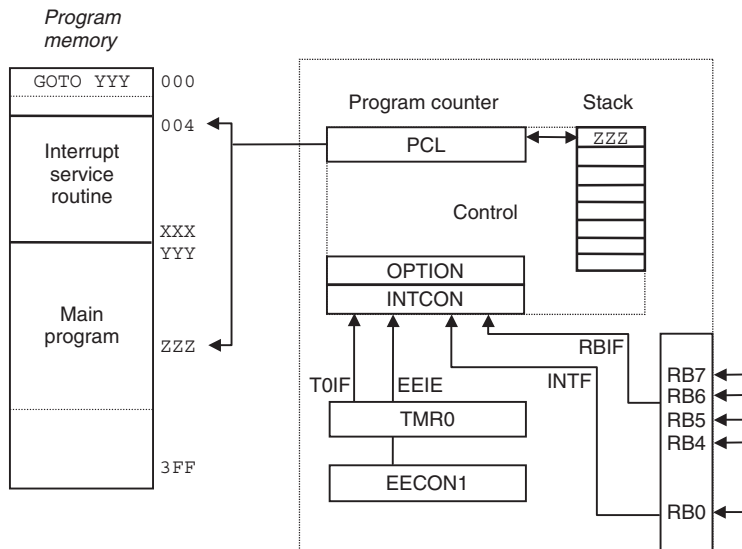 Program
memory
GOTO YYY
000
004
Interrupt
service
routine
XXX
YYY
Main
program
ZZZ
3FF
Program counter
Stack
PCL
ZZZ
Control
OPTION
INTCON
T0IF
EEIE
INTF
RBIF
TMR0
EECON1
RB7
RB6
RB5
RB4
RB0